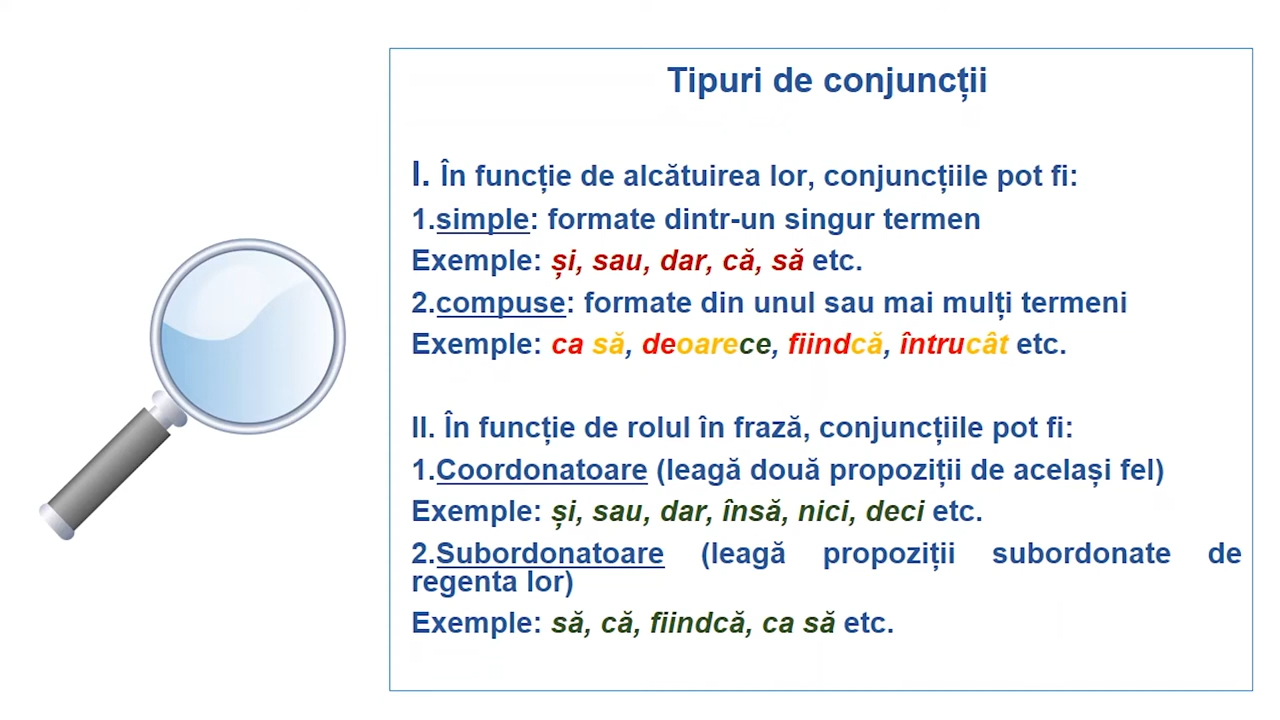 Tipuri de conjuncții
I. În funcție de alcătuirea lor, conjuncțiile pot fi:
1.simple: formate dintr-un singur termen
Exemple: și, sau, dar, că, să etc.
2.compuse: formate din unul sau mai mulți termeni
Exemple: ca să, deoarece, fiindcă, întrucât etc.
II. În funcție de rolul în frază, conjuncțiile pot fi:
1.Coordonatoare (leagă două propoziții de același fel)
Exemple: și, sau, dar, însă, nici, deci etc.
2.Subordonatoare (leagă propoziții subordonate de
regenta lor)
Exemple: să, că, fiindcă, ca să etc.